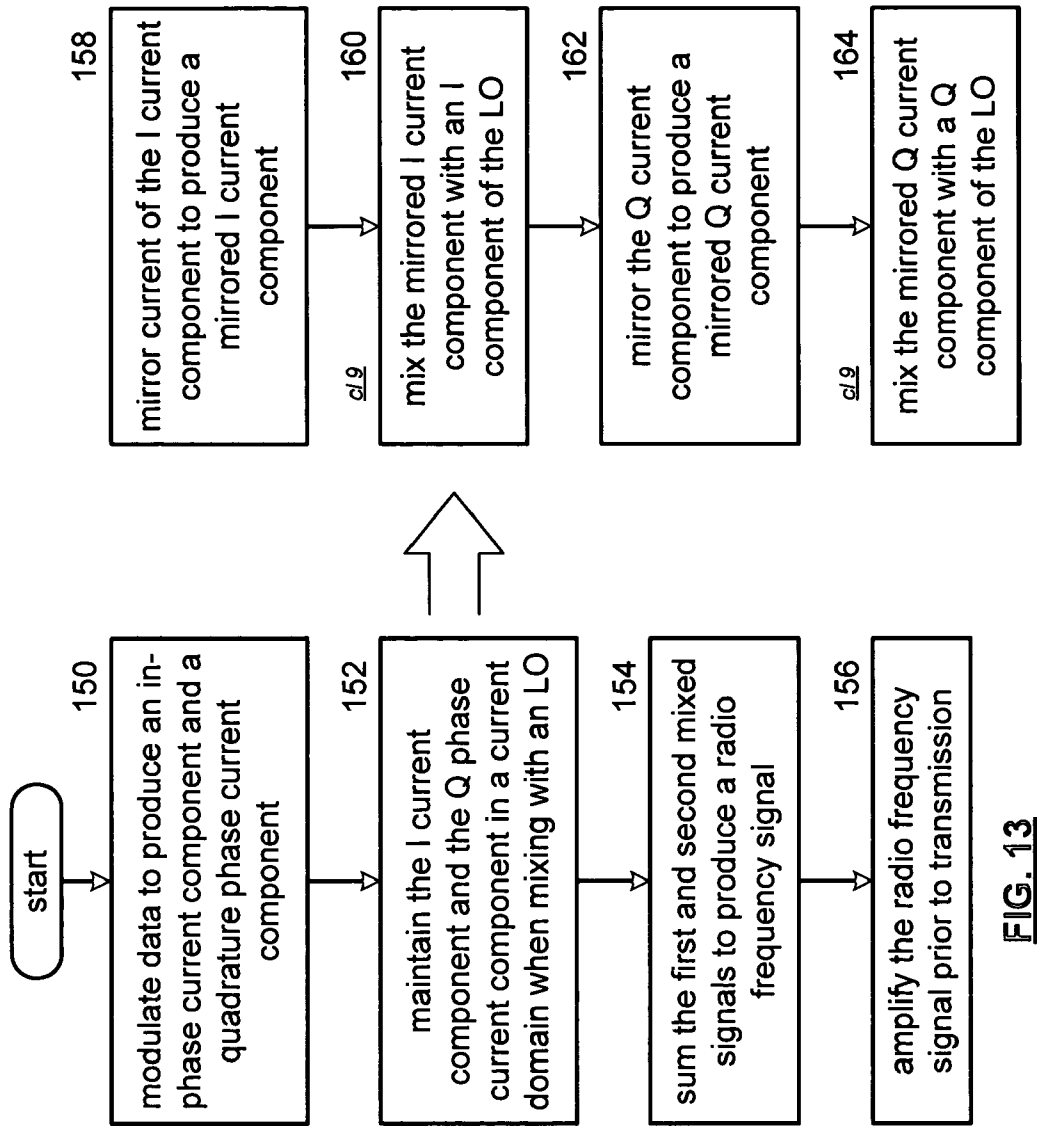 start
150
modulate data to produce an in-
phase current component and a
quadrature phase current
component
152
maintain the I current
component and the Q phase
current component in a current
domain when mixing with an LO
154
sum the first and second mixed
signals to produce a radio
frequency signal
156
amplify the radio frequency
signal prior to transmission
158
mirror current of the I current
component to produce a
mirrored I current
component
cl 9
160
mix the mirrored I current
component with an I
component of the LO
162
mirror the Q current
component to produce a
mirrored Q current
component
cl 9
164
mix the mirrored Q current
component with a Q
component of the LO
FIG. 13